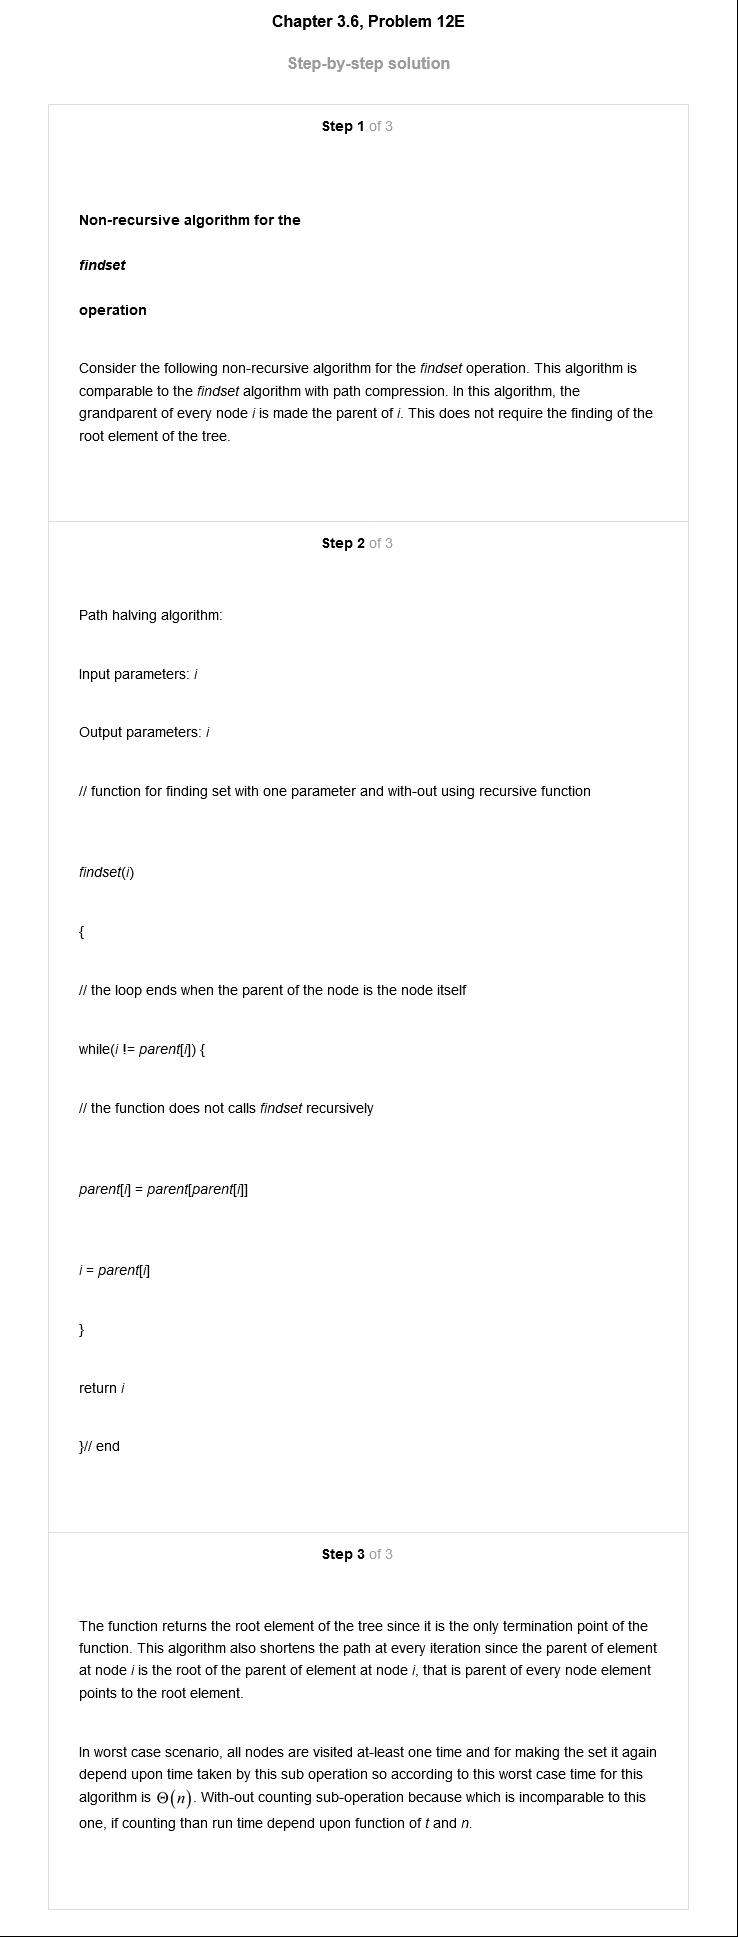 Chapter 3.6, Problem 12E
Step-by-step solution
Step 1 of 3
Non-recursive algorithm for the
findset
operation
Consider the following non-recursive algorithm for the findset operation. This algorithm is
comparable to the findset algorithm with path compression. In this algorithm, the
grandparent of every node i is made the parent of i. This does not require the finding of the
root element of the tree.
Step 2 of 3
Path halving algorithm:
Input parameters: i
Output parameters: i
// function for finding set with one parameter and with-out using recursive function
findset(i)
{
// the loop ends when the parent of the node is the node itself
while(i != parent[i]) {
// the function does not calls findset recursively
parent[i] = parent[parent[i]]
i = parent[i]
}
return i
}// end
Step 3 of 3
The function returns the root element of the tree since it is the only termination point of the
function. This algorithm also shortens the path at every iteration since the parent of element
at node i is the root of the parent of element at node i, that is parent of every node element
points to the root element.
In worst case scenario, all nodes are visited at-least one time and for making the set it again
depend upon time taken by this sub operation so according to this worst case time for this
algorithm is Θ(n). With-out counting sub-operation because which is incomparable to this
one, if counting than run time depend upon function of t and n.